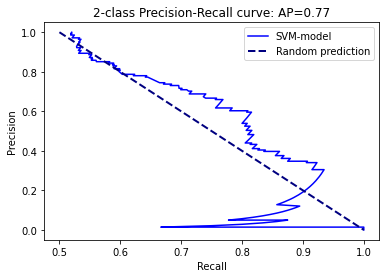 2-class Precision-Recall curve: AP=0.77
SVM-model
Random prediction
Precision
1.0
0.8
0.6
0.4
0.2
0.0
0.5
0.6
0.7
0.8
0.9
1.0
Recall